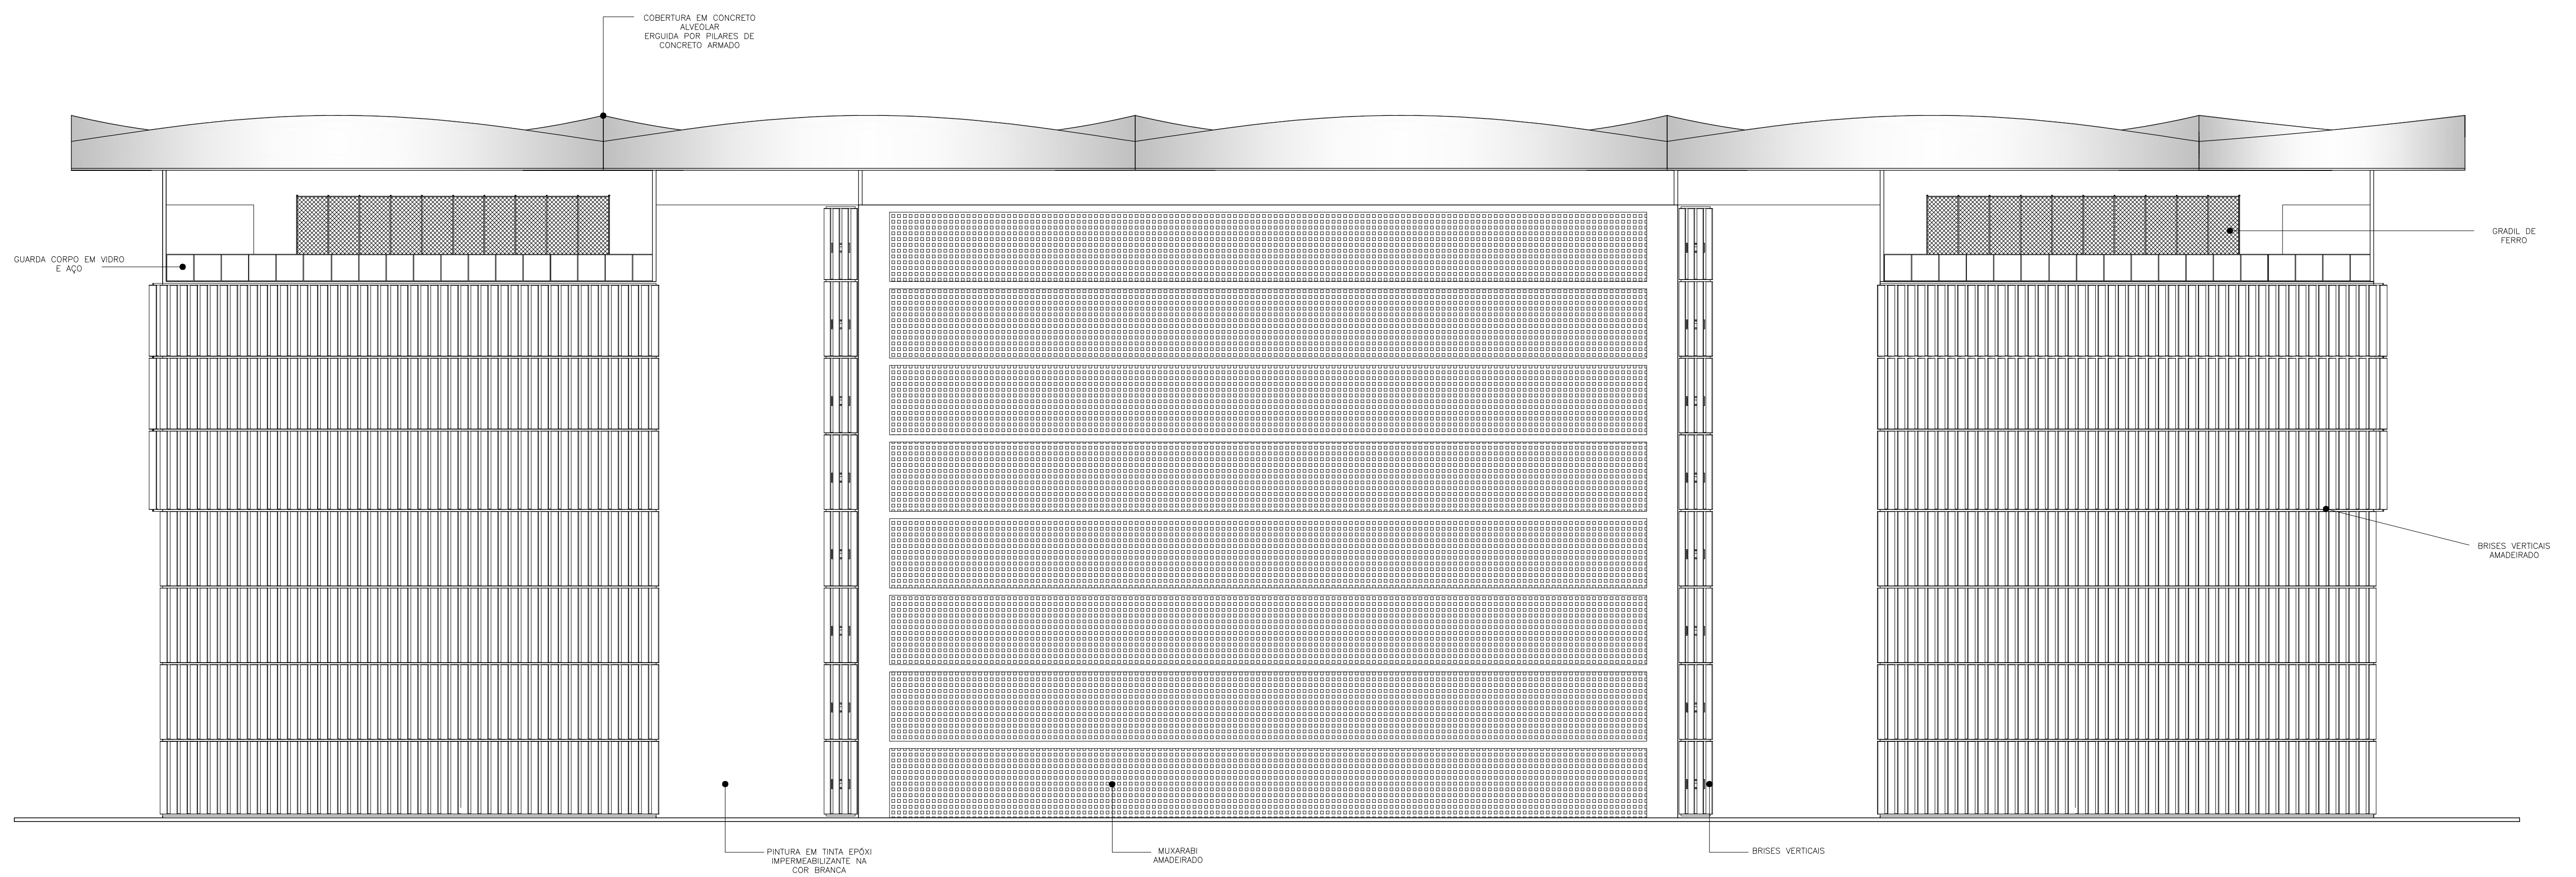 COBERTURA EM CONCRETO
ALVEOLAR
ERGUIDA POR PILARES DE
CONCRETO ARMADO
GUARDA CORPO EM VIDRO
E AÇO
GRADIL DE
FERRO
BRISES VERTICAIS
AMADEIRADO
PINTURA EM TINTA EPÓXI
IMPERMEABILIZANTE NA
COR BRANCA
MUXARABI
AMADEIRADO
BRISES VERTICAIS